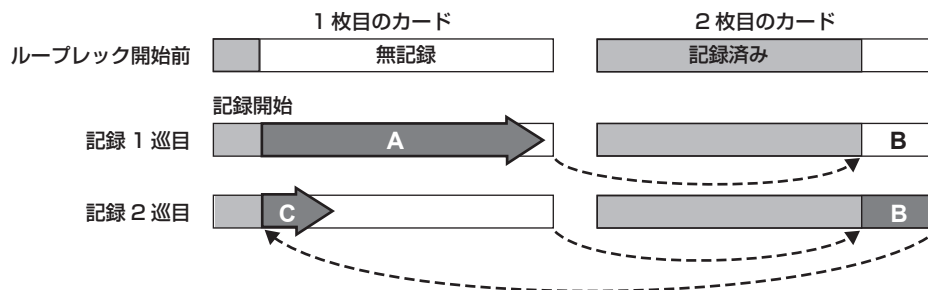 1 枚目のカード
2 枚目のカード
ループレック開始前
無記録
記録済み
記録開始
記録 1 巡目
A
B
記録 2 巡目
C
B